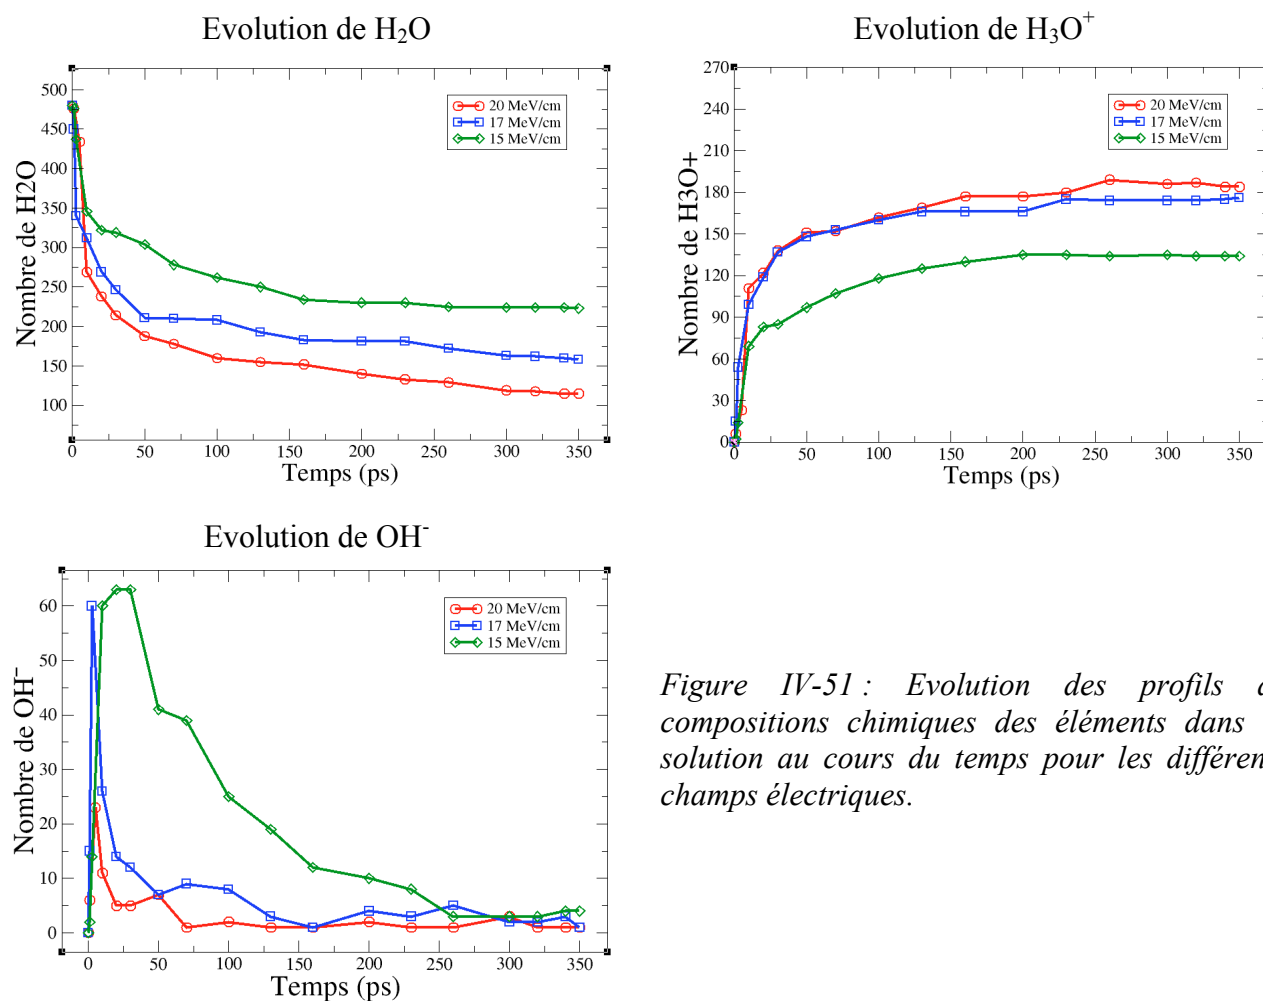 Evolution de H₂O
Evolution de H₃O⁺
500
450
400
350
300
250
200
150
100
Nombre de H2O
20 MeV/cm
17 MeV/cm
15 MeV/cm
0 50 100 150 200 250 300 350
Temps (ps)
270
240
210
180
150
120
90
60
30
0
Nombre de H3O+
20 MeV/cm
17 MeV/cm
15 MeV/cm
0 50 100 150 200 250 300 350
Temps (ps)
Evolution de OH⁻
60
50
40
30
20
10
0
Nombre de OH⁻
20 MeV/cm
17 MeV/cm
15 MeV/cm
0 50 100 150 200 250 300 350
Temps (ps)
Figure IV-51 : Evolution des profils
compositions chimiques des éléments dans
solution au cours du temps pour les différen
champs électriques.